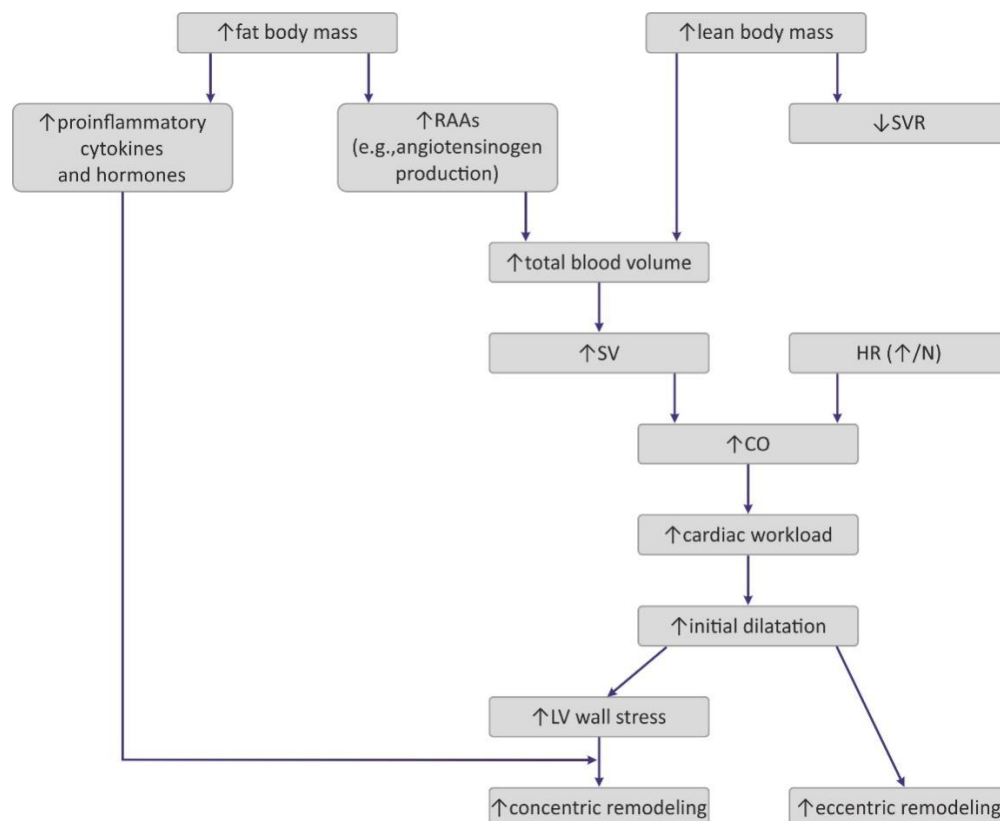 ↑fat body mass
↑lean body mass
↑proinflammatory
cytokines
and hormones
↑RAAs
(e.g.,angiotensinogen
production)
↓SVR
↑total blood volume
↑SV
HR (↑/N)
↑CO
↑cardiac workload
↑initial dilatation
↑LV wall stress
↑concentric remodeling
↑eccentric remodeling